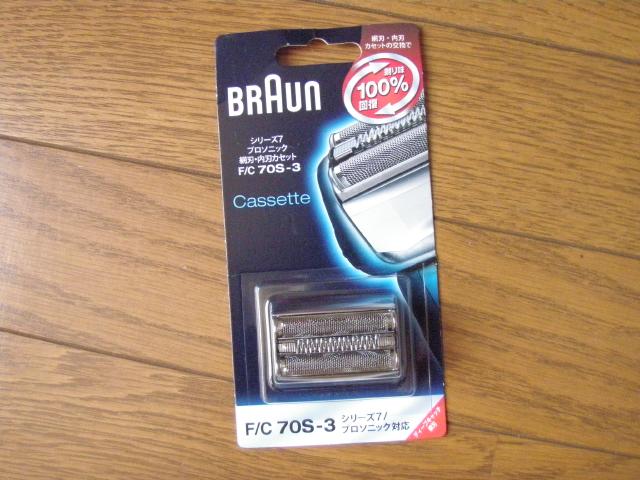 網刃・内刃
カセットの交換で
剃り味
100%
回復
BRAUN
シリーズ7
プロソニック
網刃・内刃カセット
F/C 70S-3
Cassette
F/C 70S-3 シリーズ7/
プロソニック対応